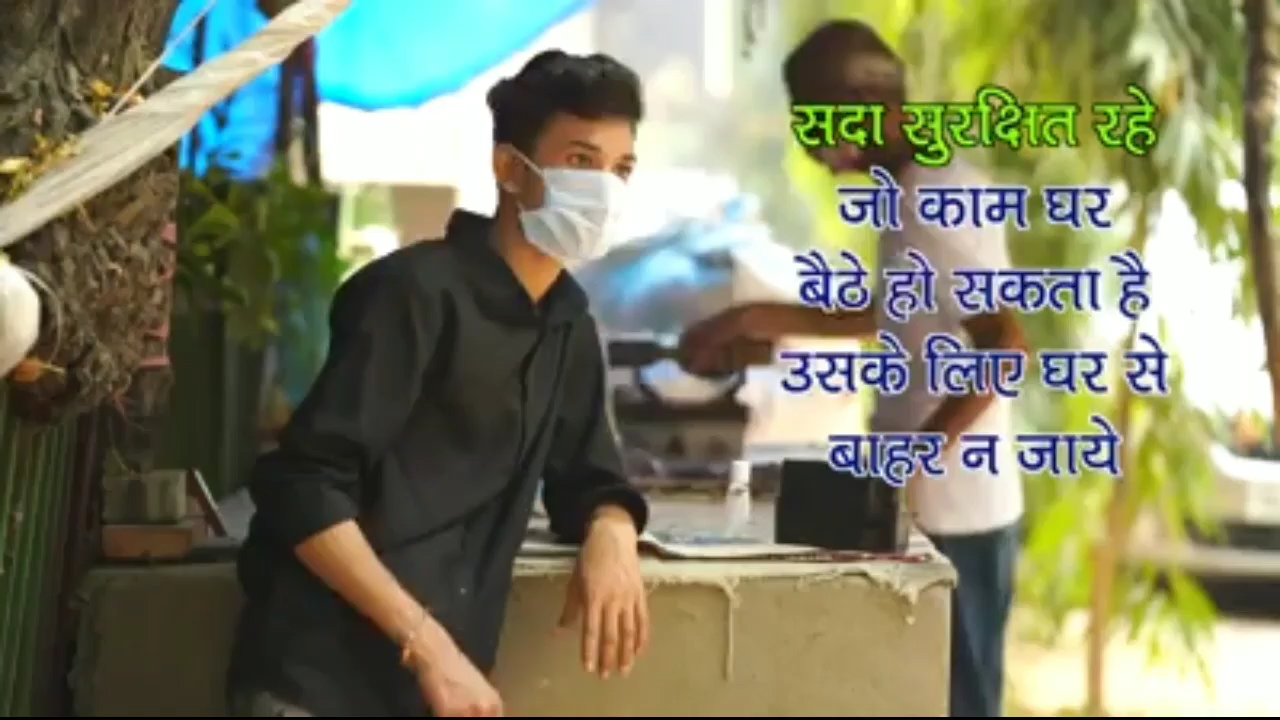 सदा सुरक्षित रहे
जो काम घर
बैठे हो सकता है
उसके लिए घर से
बाहर न जाये